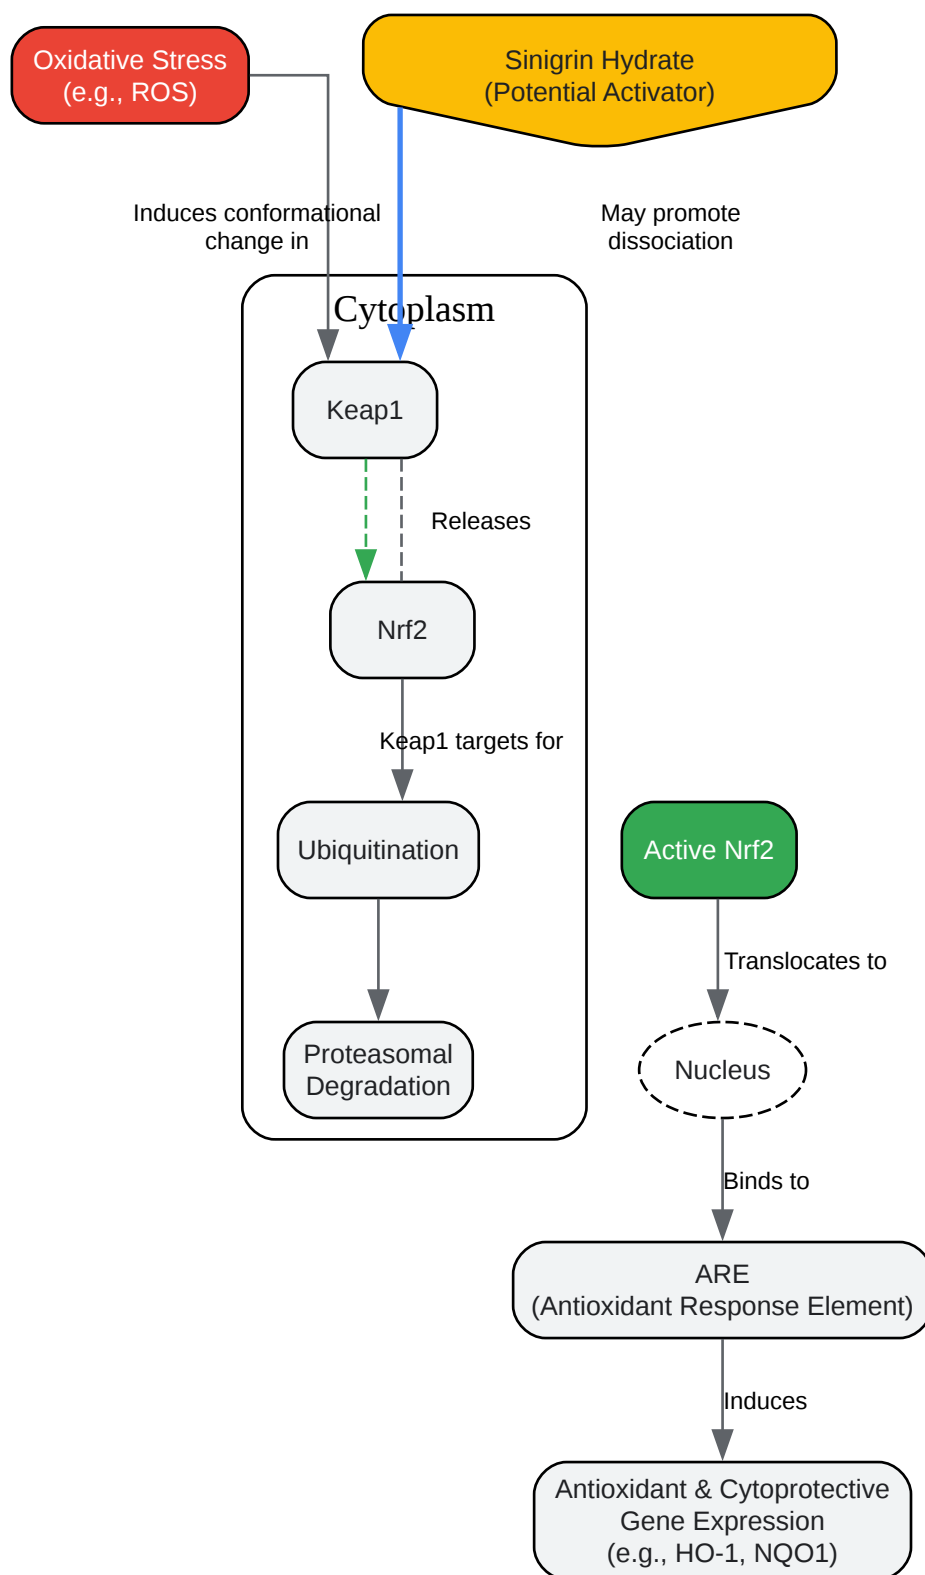 Oxidative Stress
(e.g., ROS)
Sinigrin Hydrate
(Potential Activator)
Induces conformational
change in
May promote
dissociation
Cytoplasm
Keap1
Releases
Nrf2
Keap1 targets for
Ubiquitination
Active Nrf2
Translocates to
Proteasomal
Degradation
Nucleus
Binds to
ARE
(Antioxidant Response Element)
Induces
Antioxidant & Cytoprotective
Gene Expression
(e.g., HO-1, NQO1)